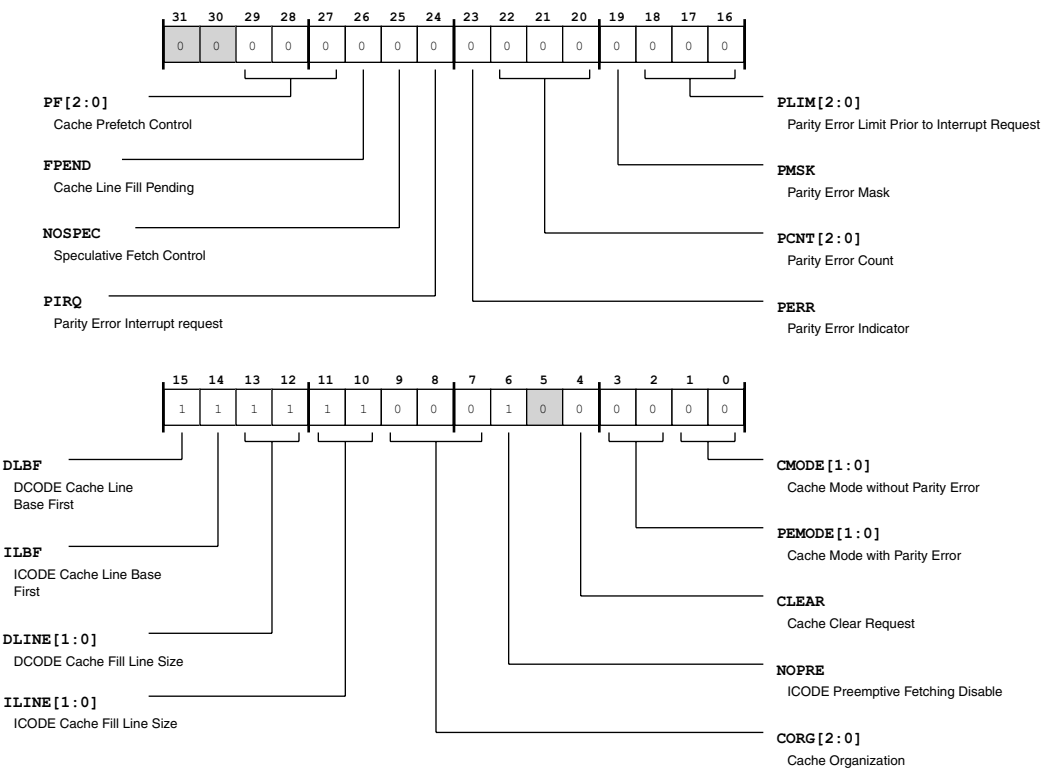 31 30 29 28 27 26 25 24 23 22 21 20 19 18 17 16
0 0 0 0 0 0 0 0 0 0 0 0 0 0 0 0
PF[2:0]
Cache Prefetch Control
FPEND
Cache Line Fill Pending
NOSPEC
Speculative Fetch Control
PIRQ
Parity Error Interrupt request
PLIM[2:0]
Parity Error Limit Prior to Interrupt Request
PMSK
Parity Error Mask
PCNT[2:0]
Parity Error Count
PERR
Parity Error Indicator
15 14 13 12 11 10 9 8 7 6 5 4 3 2 1 0
1 1 1 1 1 1 0 0 0 1 0 0 0 0 0 0
DLBF
DCODE Cache Line
Base First
ILBF
ICODE Cache Line Base
First
DLINE[1:0]
DCODE Cache Fill Line Size
ILINE[1:0]
ICODE Cache Fill Line Size
CMODE[1:0]
Cache Mode without Parity Error
PEMODE[1:0]
Cache Mode with Parity Error
CLEAR
Cache Clear Request
NOPRE
ICODE Preemptive Fetching Disable
CORG[2:0]
Cache Organization